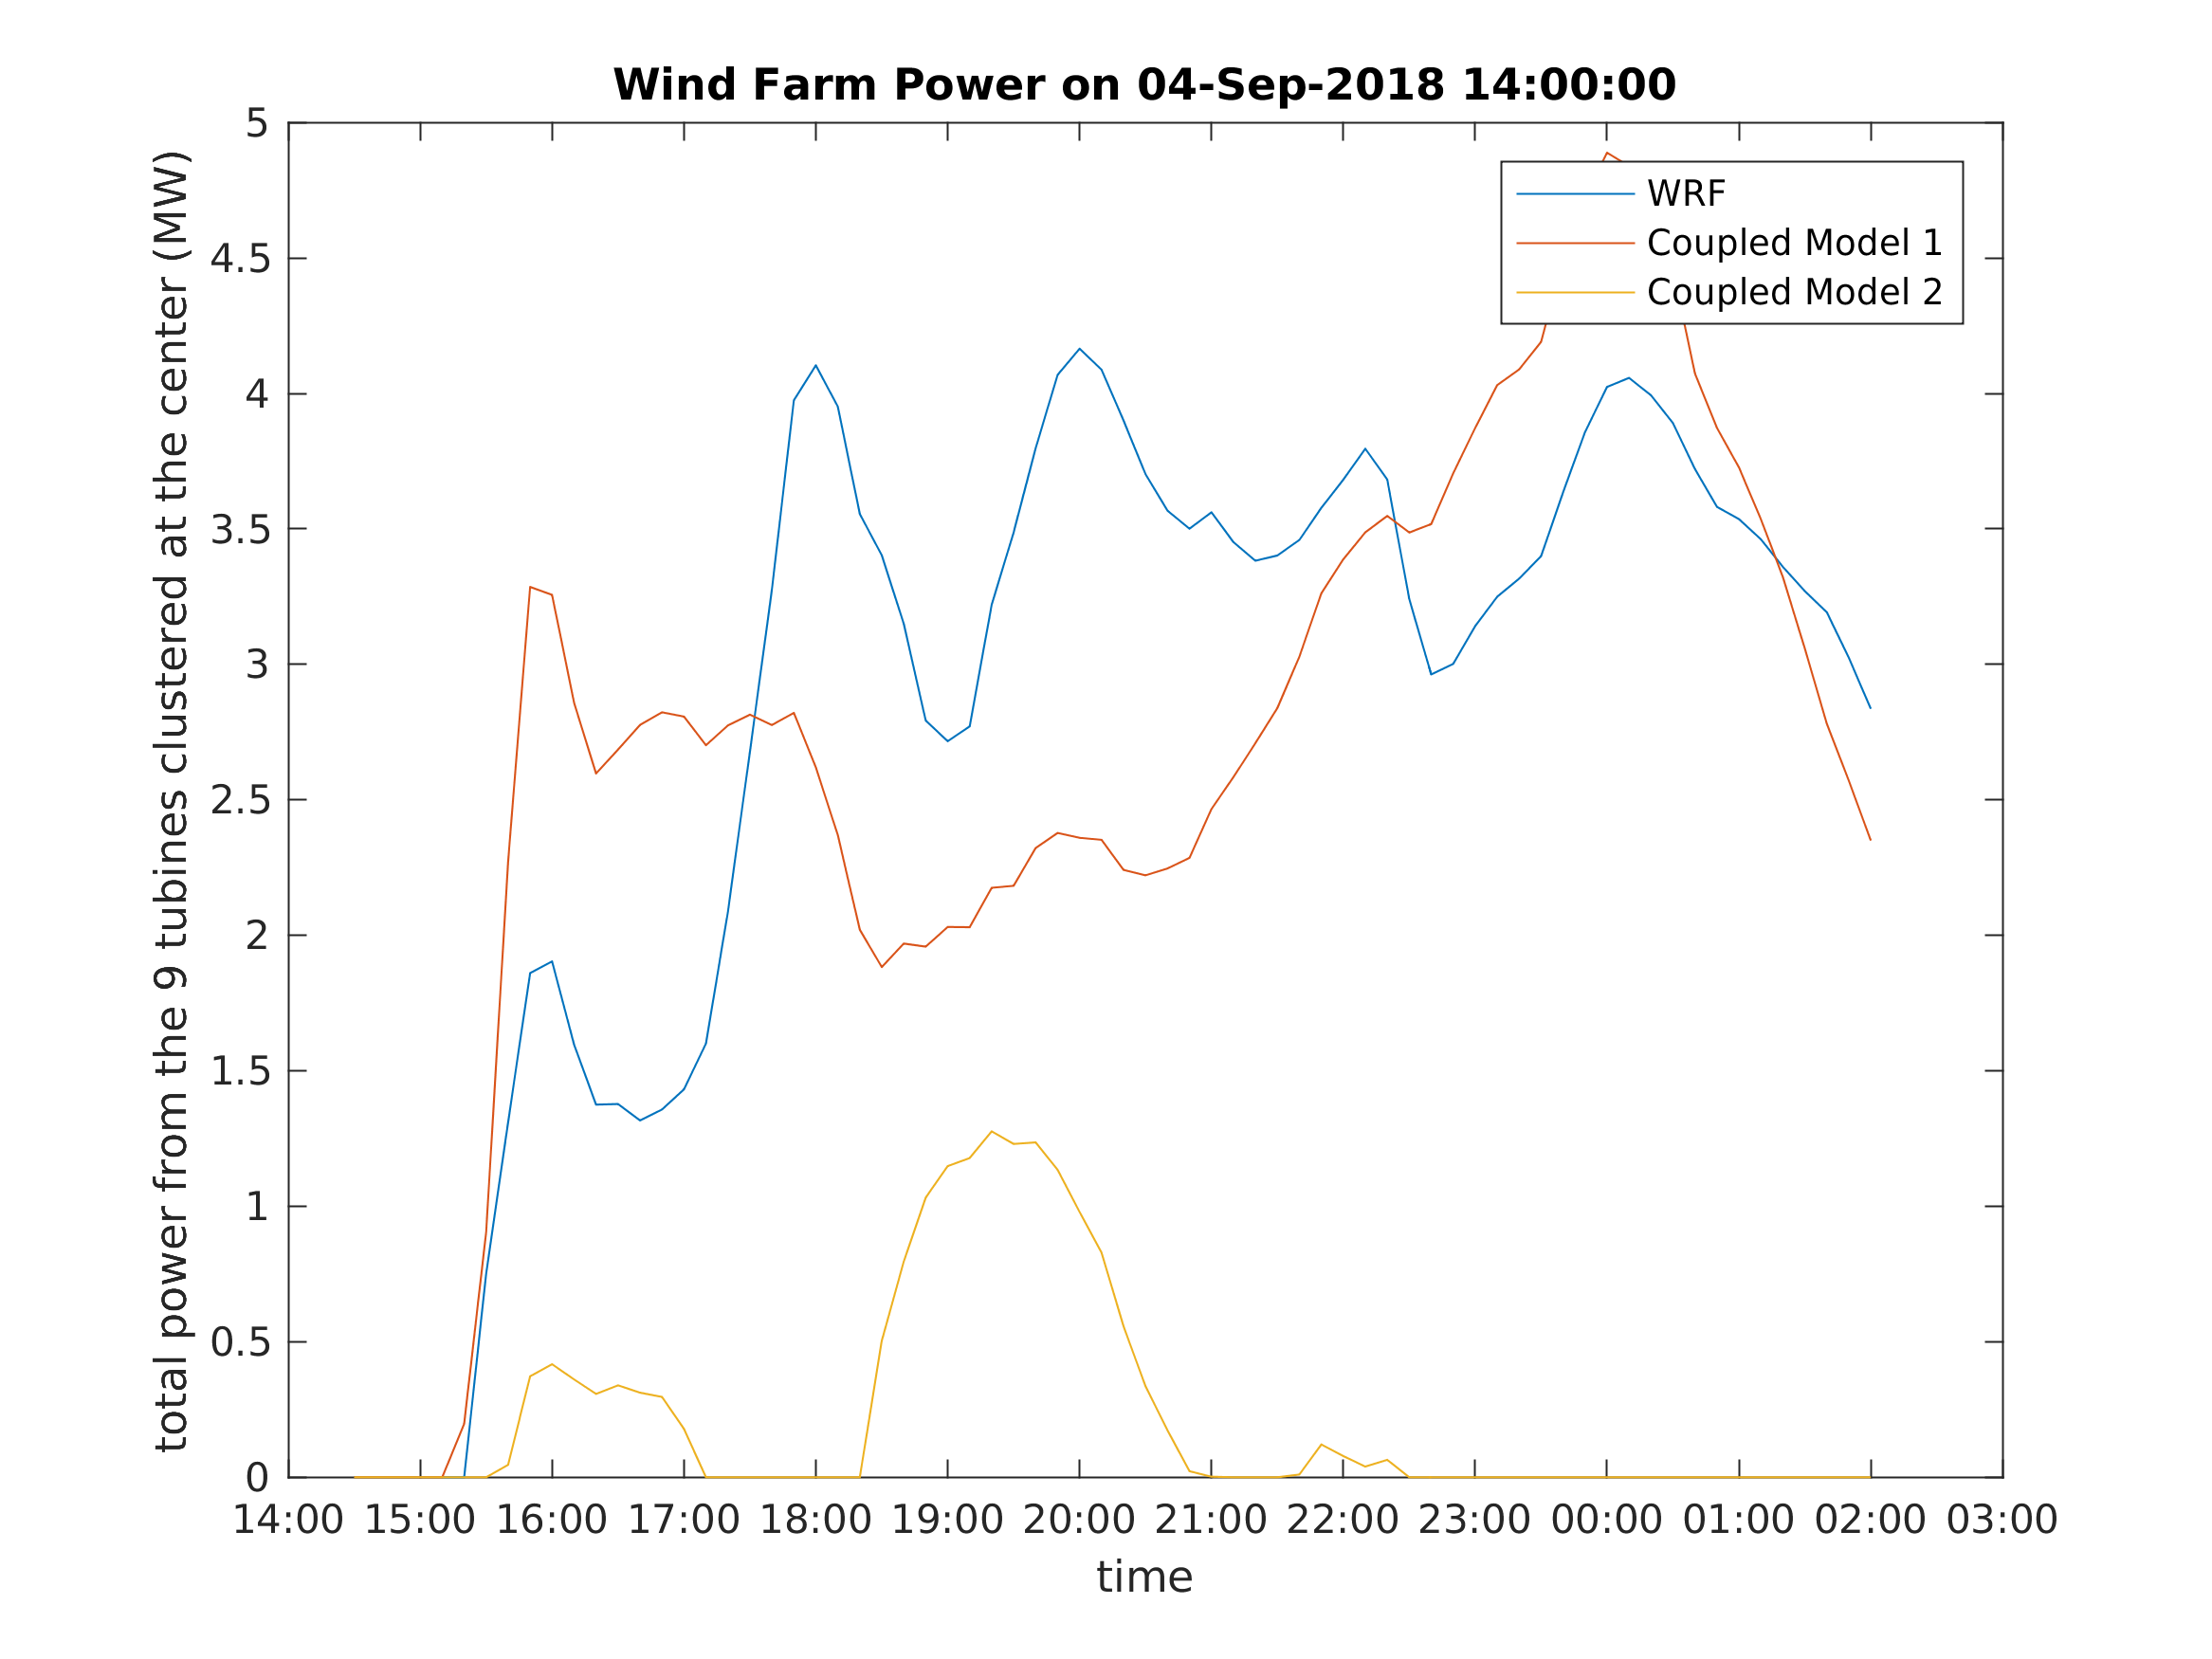 Wind Farm Power on 04-Sep-2018 14:00:00
total power from the 9 tubines clustered at the center (MW)
5
4.5
4
3.5
3
2.5
2
1.5
1
0.5
0
WRF
Coupled Model 1
Coupled Model 2
14:00 15:00 16:00 17:00 18:00 19:00 20:00 21:00 22:00 23:00 00:00 01:00 02:00 03:00
time